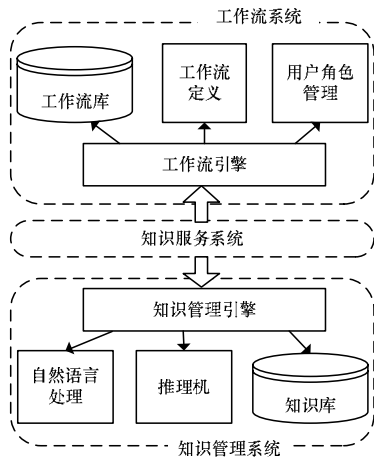 工作流系统
工作流库
工作流
定义
用户角色
管理
工作流引擎
知识服务系统
知识管理引擎
自然语言
处理
推理机
知识库
知识管理系统